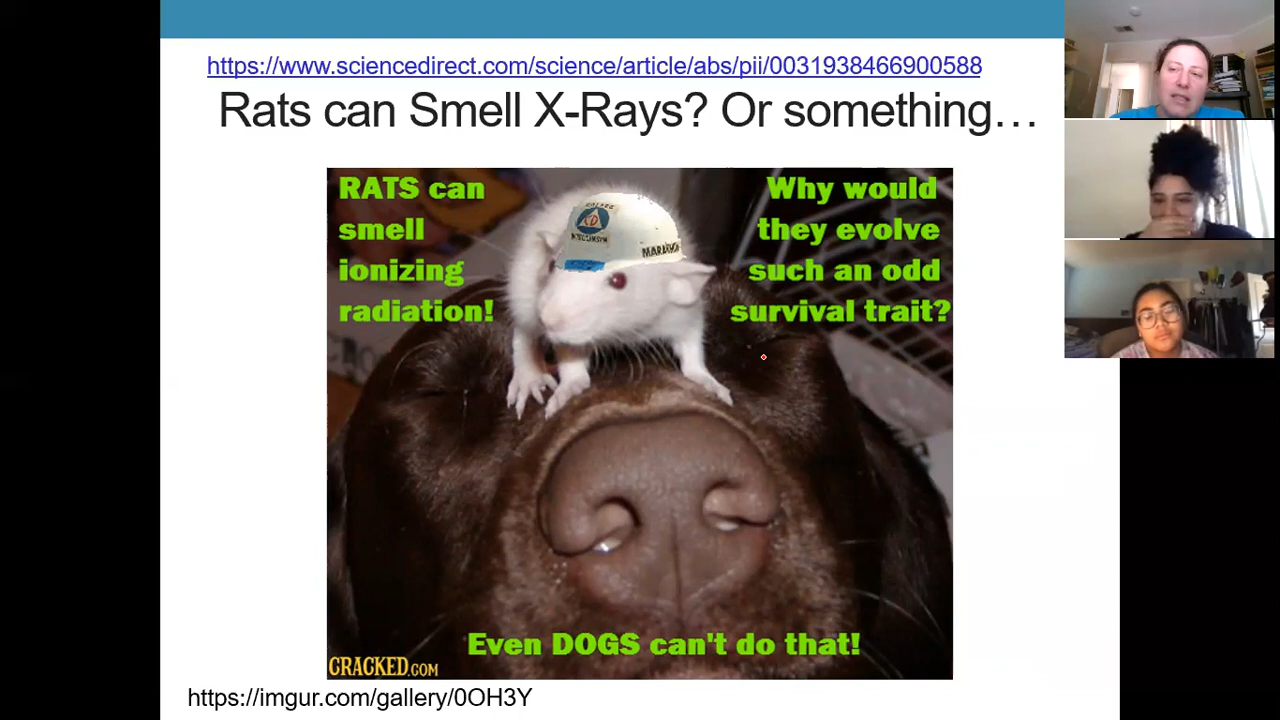 https://www.sciencedirect.com/science/article/abs/pii/0031938466900588
Rats can Smell X-Rays? Or something…
RATS can
smell
ionizing
radiation!
Why would
they evolve
such an odd
survival trait?
CD
MARATHON
Even DOGS can't do that!
CRACKED.COM
https://imgur.com/gallery/0OH3Y